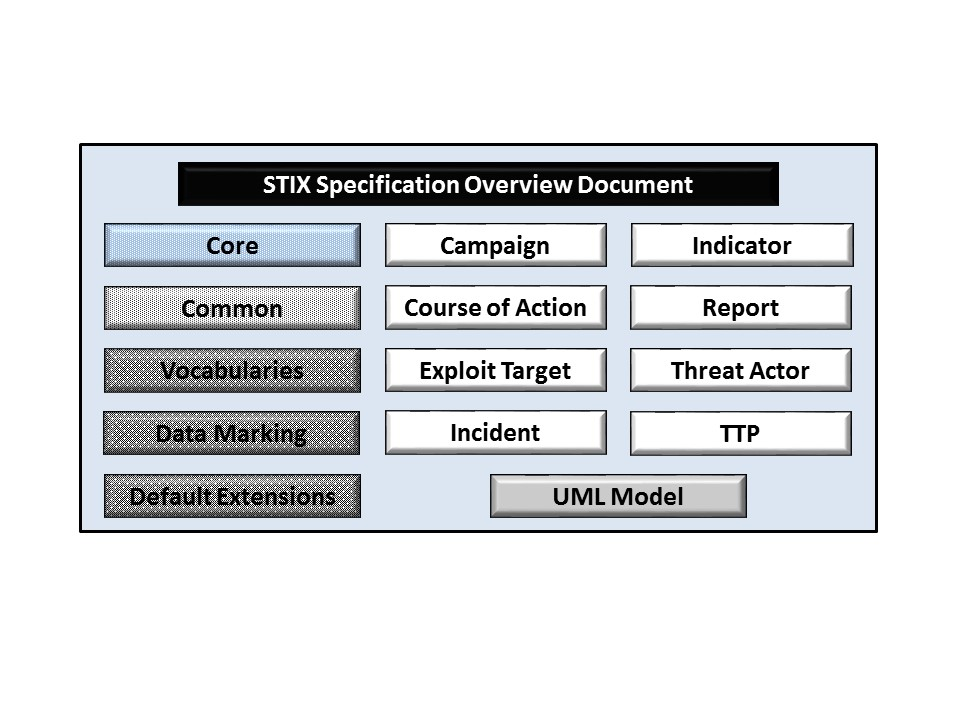 STIX Specification Overview Document
Core
Campaign
Indicator
Common
Course of Action
Report
Vocabularies
Exploit Target
Threat Actor
Data Marking
Incident
TTP
Default Extensions
UML Model